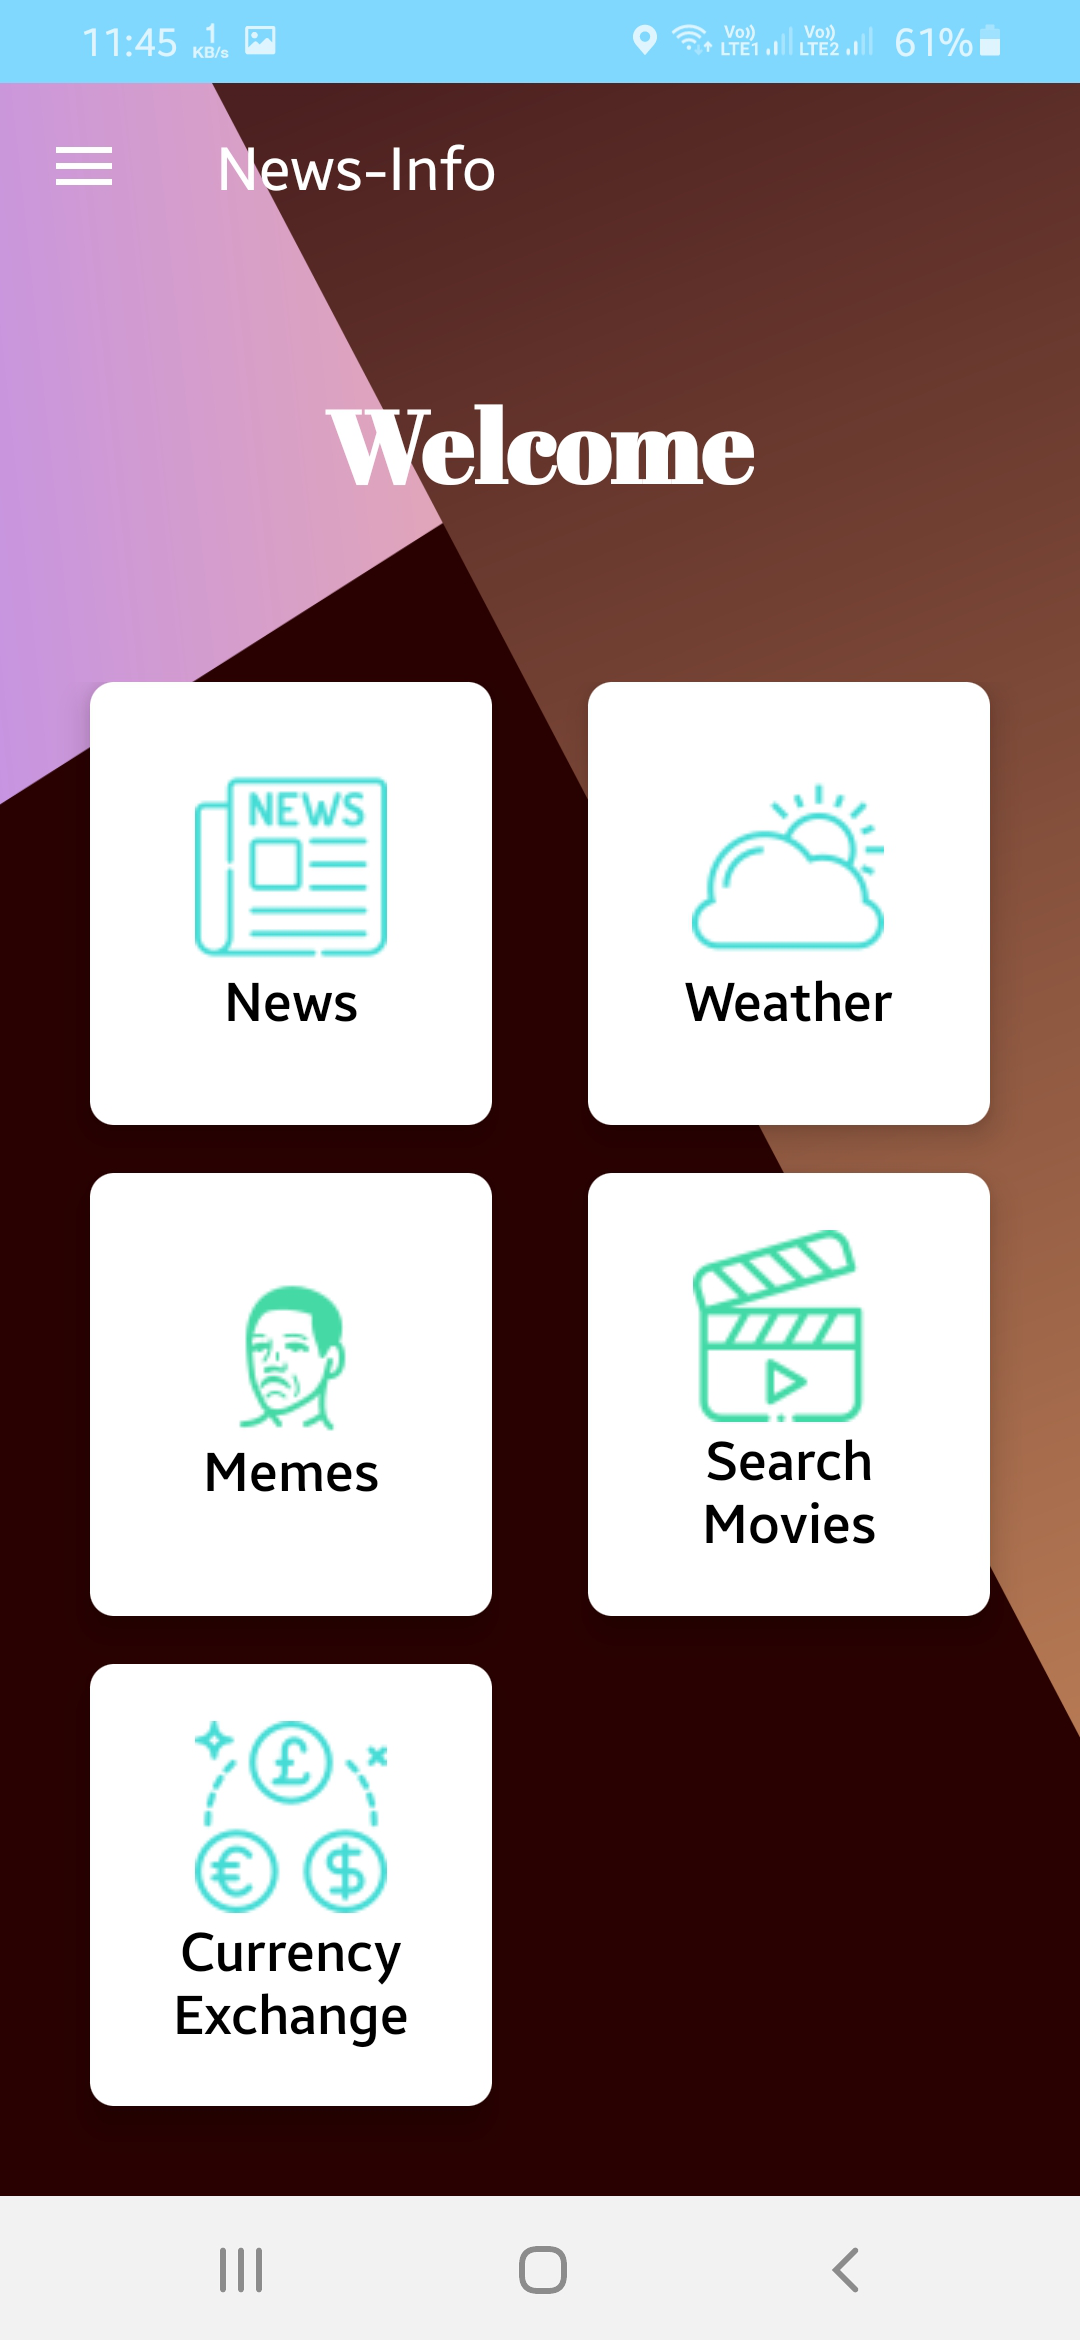 11:45 1 KB/s Vo)) LTE1 Vo)) LTE2 61%
News-Info
Welcome
NEWS
News
Weather
Memes
Search
Movies
£
€ $
Currency
Exchange